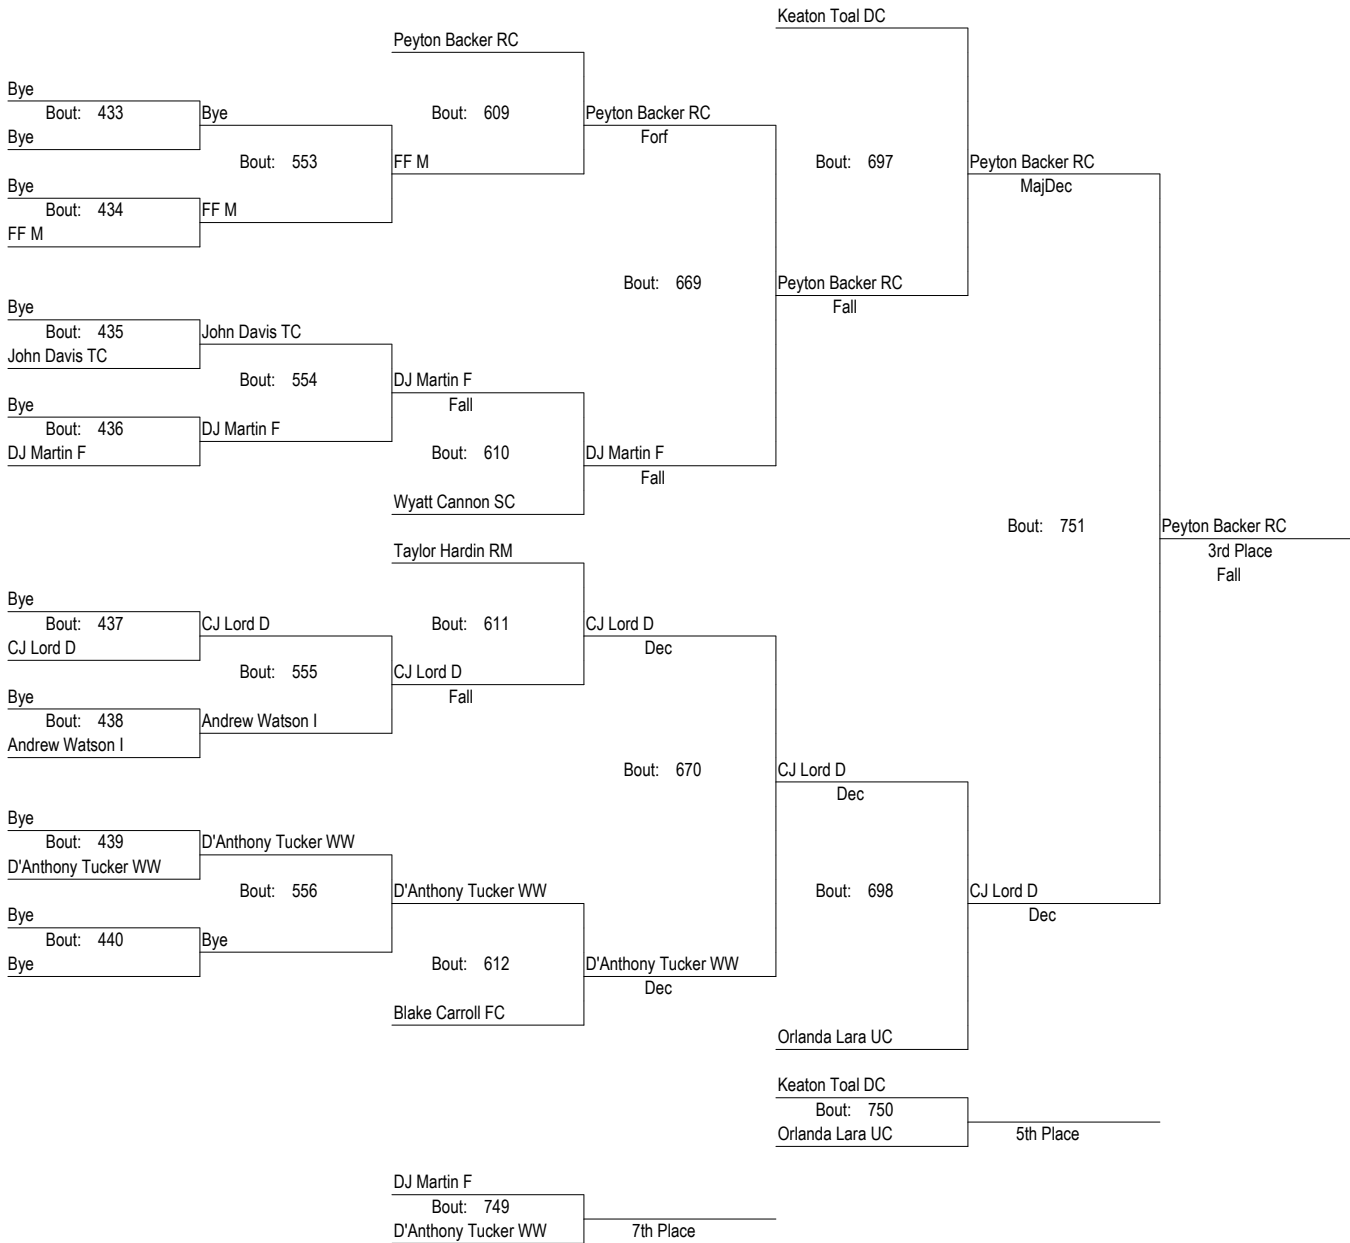 Keaton Toal DC
Peyton Backer RC
Bye
Bout: 433
Bye
Bout: 609
Peyton Backer RC
Bye
Forf
Bout: 553
FF M
Bout: 697
Peyton Backer RC
Bye
MajDec
Bout: 434
FF M
FF M
Bout: 669
Peyton Backer RC
Bye
Fall
Bout: 435
John Davis TC
John Davis TC
Bout: 554
DJ Martin F
Bye
Fall
Bout: 436
DJ Martin F
DJ Martin F
Bout: 610
DJ Martin F
Fall
Wyatt Cannon SC
Bout: 751
Peyton Backer RC
Taylor Hardin RM
3rd Place
Fall
Bye
Bout: 437
CJ Lord D
Bout: 611
CJ Lord D
CJ Lord D
Dec
Bout: 555
CJ Lord D
Bye
Fall
Bout: 438
Andrew Watson I
Andrew Watson I
Bout: 670
CJ Lord D
Dec
Bye
Bout: 439
D'Anthony Tucker WW
D'Anthony Tucker WW
Bout: 556
D'Anthony Tucker WW
Bout: 698
CJ Lord D
Bye
Dec
Bout: 440
Bye
Bye
Bout: 612
D'Anthony Tucker WW
Dec
Blake Carroll FC
Orlanda Lara UC
Keaton Toal DC
Bout: 750
Orlanda Lara UC
5th Place
DJ Martin F
Bout: 749
D'Anthony Tucker WW
7th Place